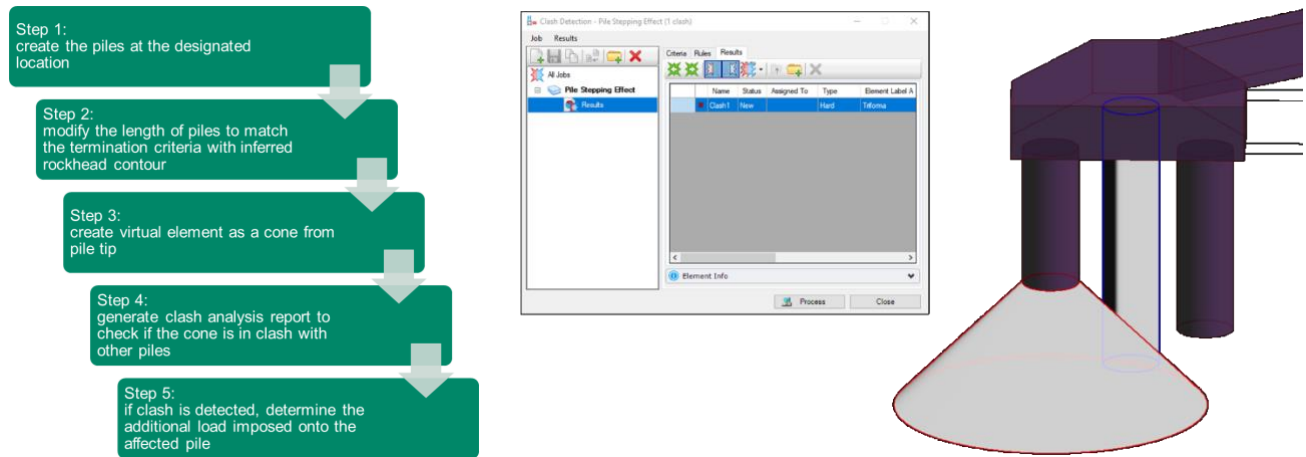 Step 1:
create the piles at the designated
location
Step 2:
modify the length of piles to match
the termination criteria with inferred
rockhead contour
Step 3:
create virtual element as a cone from
pile tip
Step 4:
generate clash analysis report to
check if the cone is in clash with
other piles
Step 5:
if clash is detected, determine the
additional load imposed onto the
affected pile
Clash Detection - Pile Stepping Effect (1 clash)
Job Results
All Jobs
Pile Stepping Effect
Results
Criteria Rules Results
Name Status Assigned To Type Element Label A
Clash1 New Hard Triforma
Element Info
Process Close